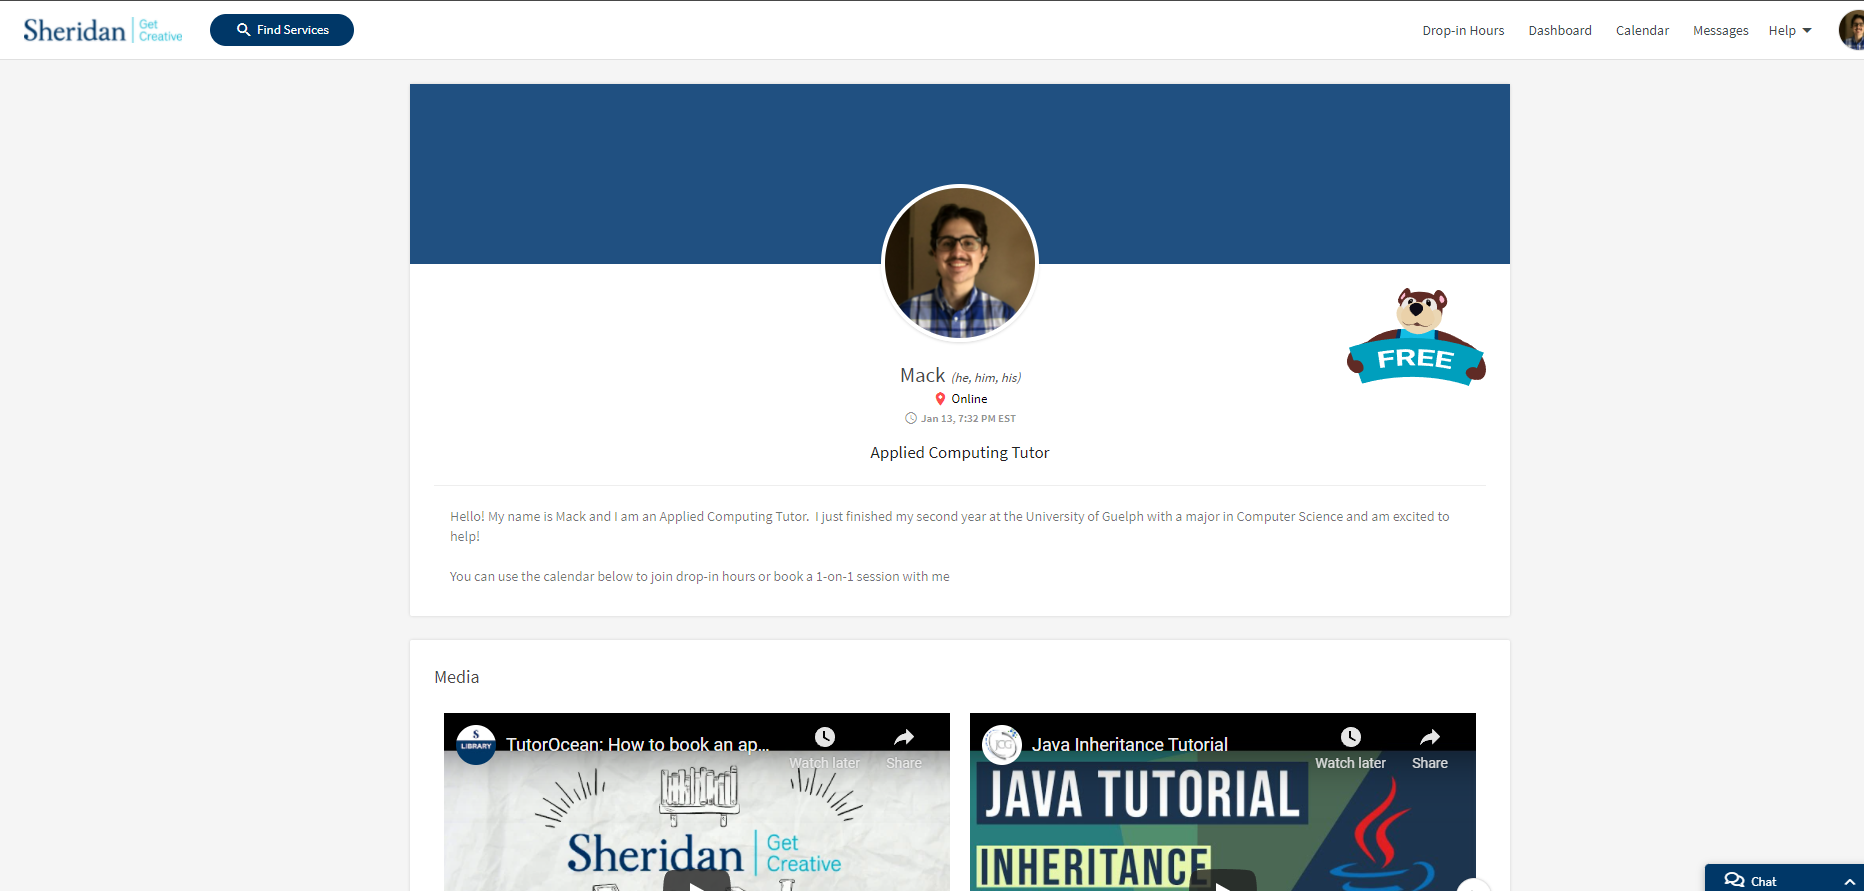 Sheridan | Get Creative
Find Services
Drop-in Hours
Dashboard
Calendar
Messages
Help
FREE
Mack (he, him, his)
Online
Jan 13, 7:32 PM EST
Applied Computing Tutor
Hello! My name is Mack and I am an Applied Computing Tutor.  I just finished my second year at the University of Guelph with a major in Computer Science and am excited to
help!
You can use the calendar below to join drop-in hours or book a 1-on-1 session with me
Media
S
LIBRARY
TutorOcean: How to book an ap...
Watch later
Share
Sheridan | Get Creative
JCG
Java Inheritance Tutorial
Watch later
Share
JAVA TUTORIAL
INHERITANCE
Chat